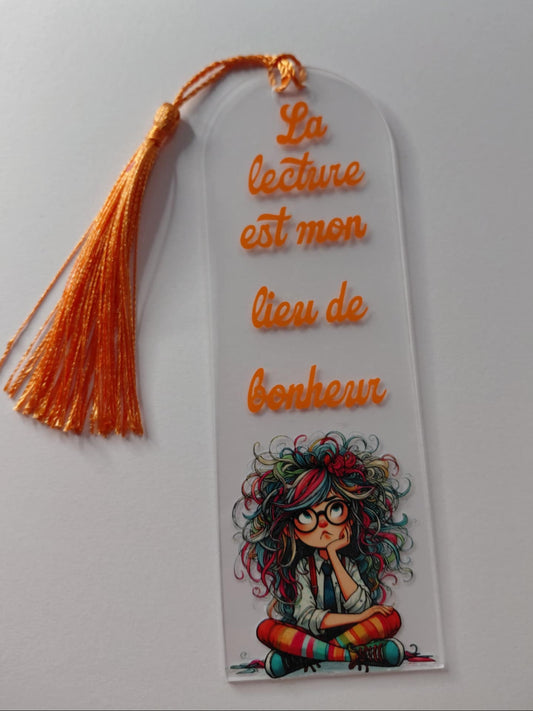 La
lecture
est mon
lieu de
bonheur